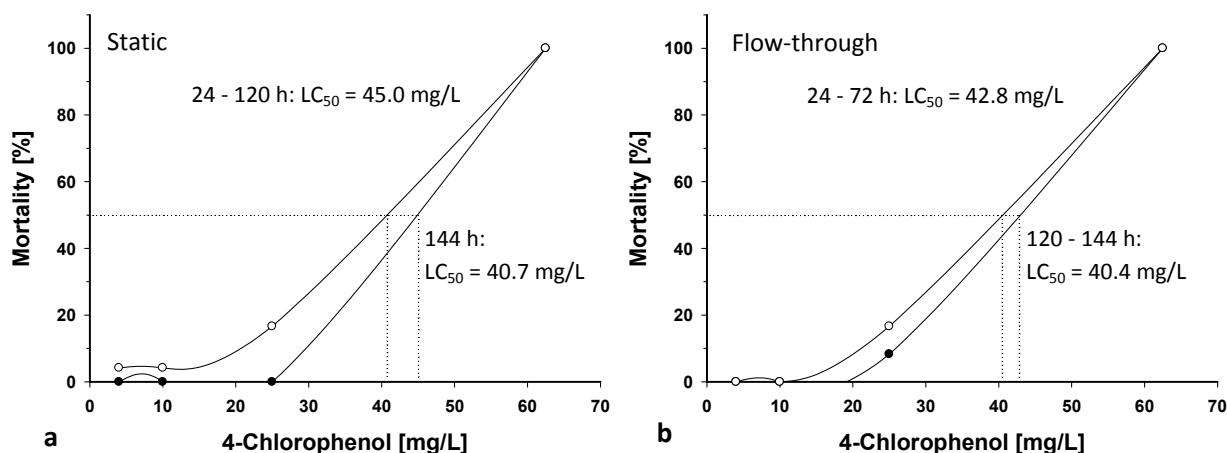 Static
24 - 120 h: LC50 = 45.0 mg/L
144 h:
LC50 = 40.7 mg/L
Mortality [%]
100
80
60
40
20
0
0 10 20 30 40 50 60 70
4-Chlorophenol [mg/L]
a
Flow-through
24 - 72 h: LC50 = 42.8 mg/L
120 - 144 h:
LC50 = 40.4 mg/L
Mortality [%]
100
80
60
40
20
0
0 10 20 30 40 50 60 70
4-Chlorophenol [mg/L]
b